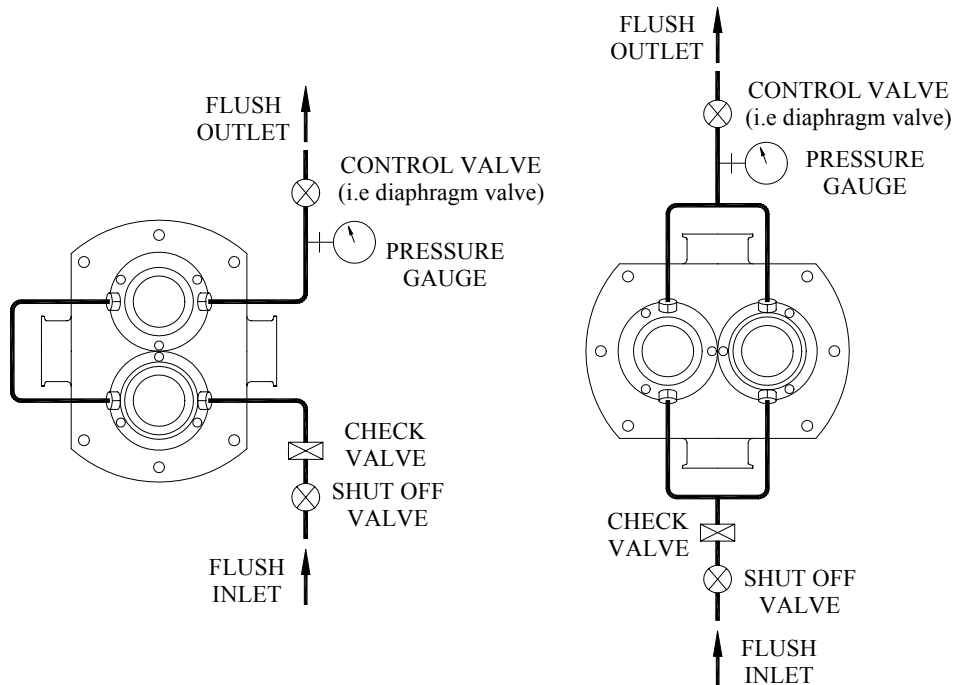 FLUSH
OUTLET
CONTROL VALVE
(i.e diaphragm valve)
PRESSURE
GAUGE
CHECK
VALVE
SHUT OFF
VALVE
FLUSH
INLET
FLUSH
OUTLET
CONTROL VALVE
(i.e diaphragm valve)
PRESSURE
GAUGE
CHECK
VALVE
SHUT OFF
VALVE
FLUSH
INLET